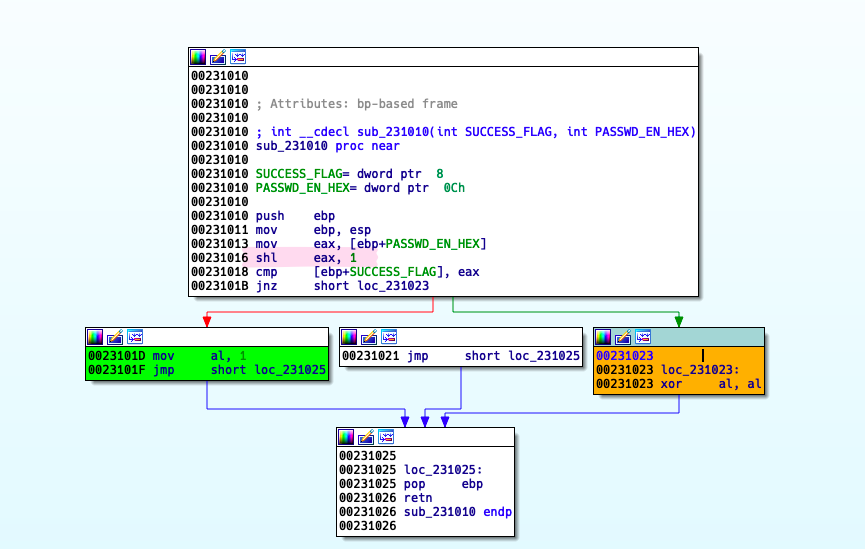 00231010
00231010
00231010 ; Attributes: bp-based frame
00231010
00231010 ; int __cdecl sub_231010(int SUCCESS_FLAG, int PASSWD_EN_HEX)
00231010 sub_231010 proc near
00231010
00231010 SUCCESS_FLAG= dword ptr  8
00231010 PASSWD_EN_HEX= dword ptr  0Ch
00231010
00231010 push    ebp
00231011 mov     ebp, esp
00231013 mov     eax, [ebp+PASSWD_EN_HEX]
00231016 shl     eax, 1
00231018 cmp     [ebp+SUCCESS_FLAG], eax
0023101B jnz     short loc_231023
0023101D mov     al, 1
0023101F jmp     short loc_231025
00231021 jmp     short loc_231025
00231023
00231023 loc_231023:
00231023 xor     al, al
00231025
00231025 loc_231025:
00231025 pop     ebp
00231026 retn
00231026 sub_231010 endp
00231026